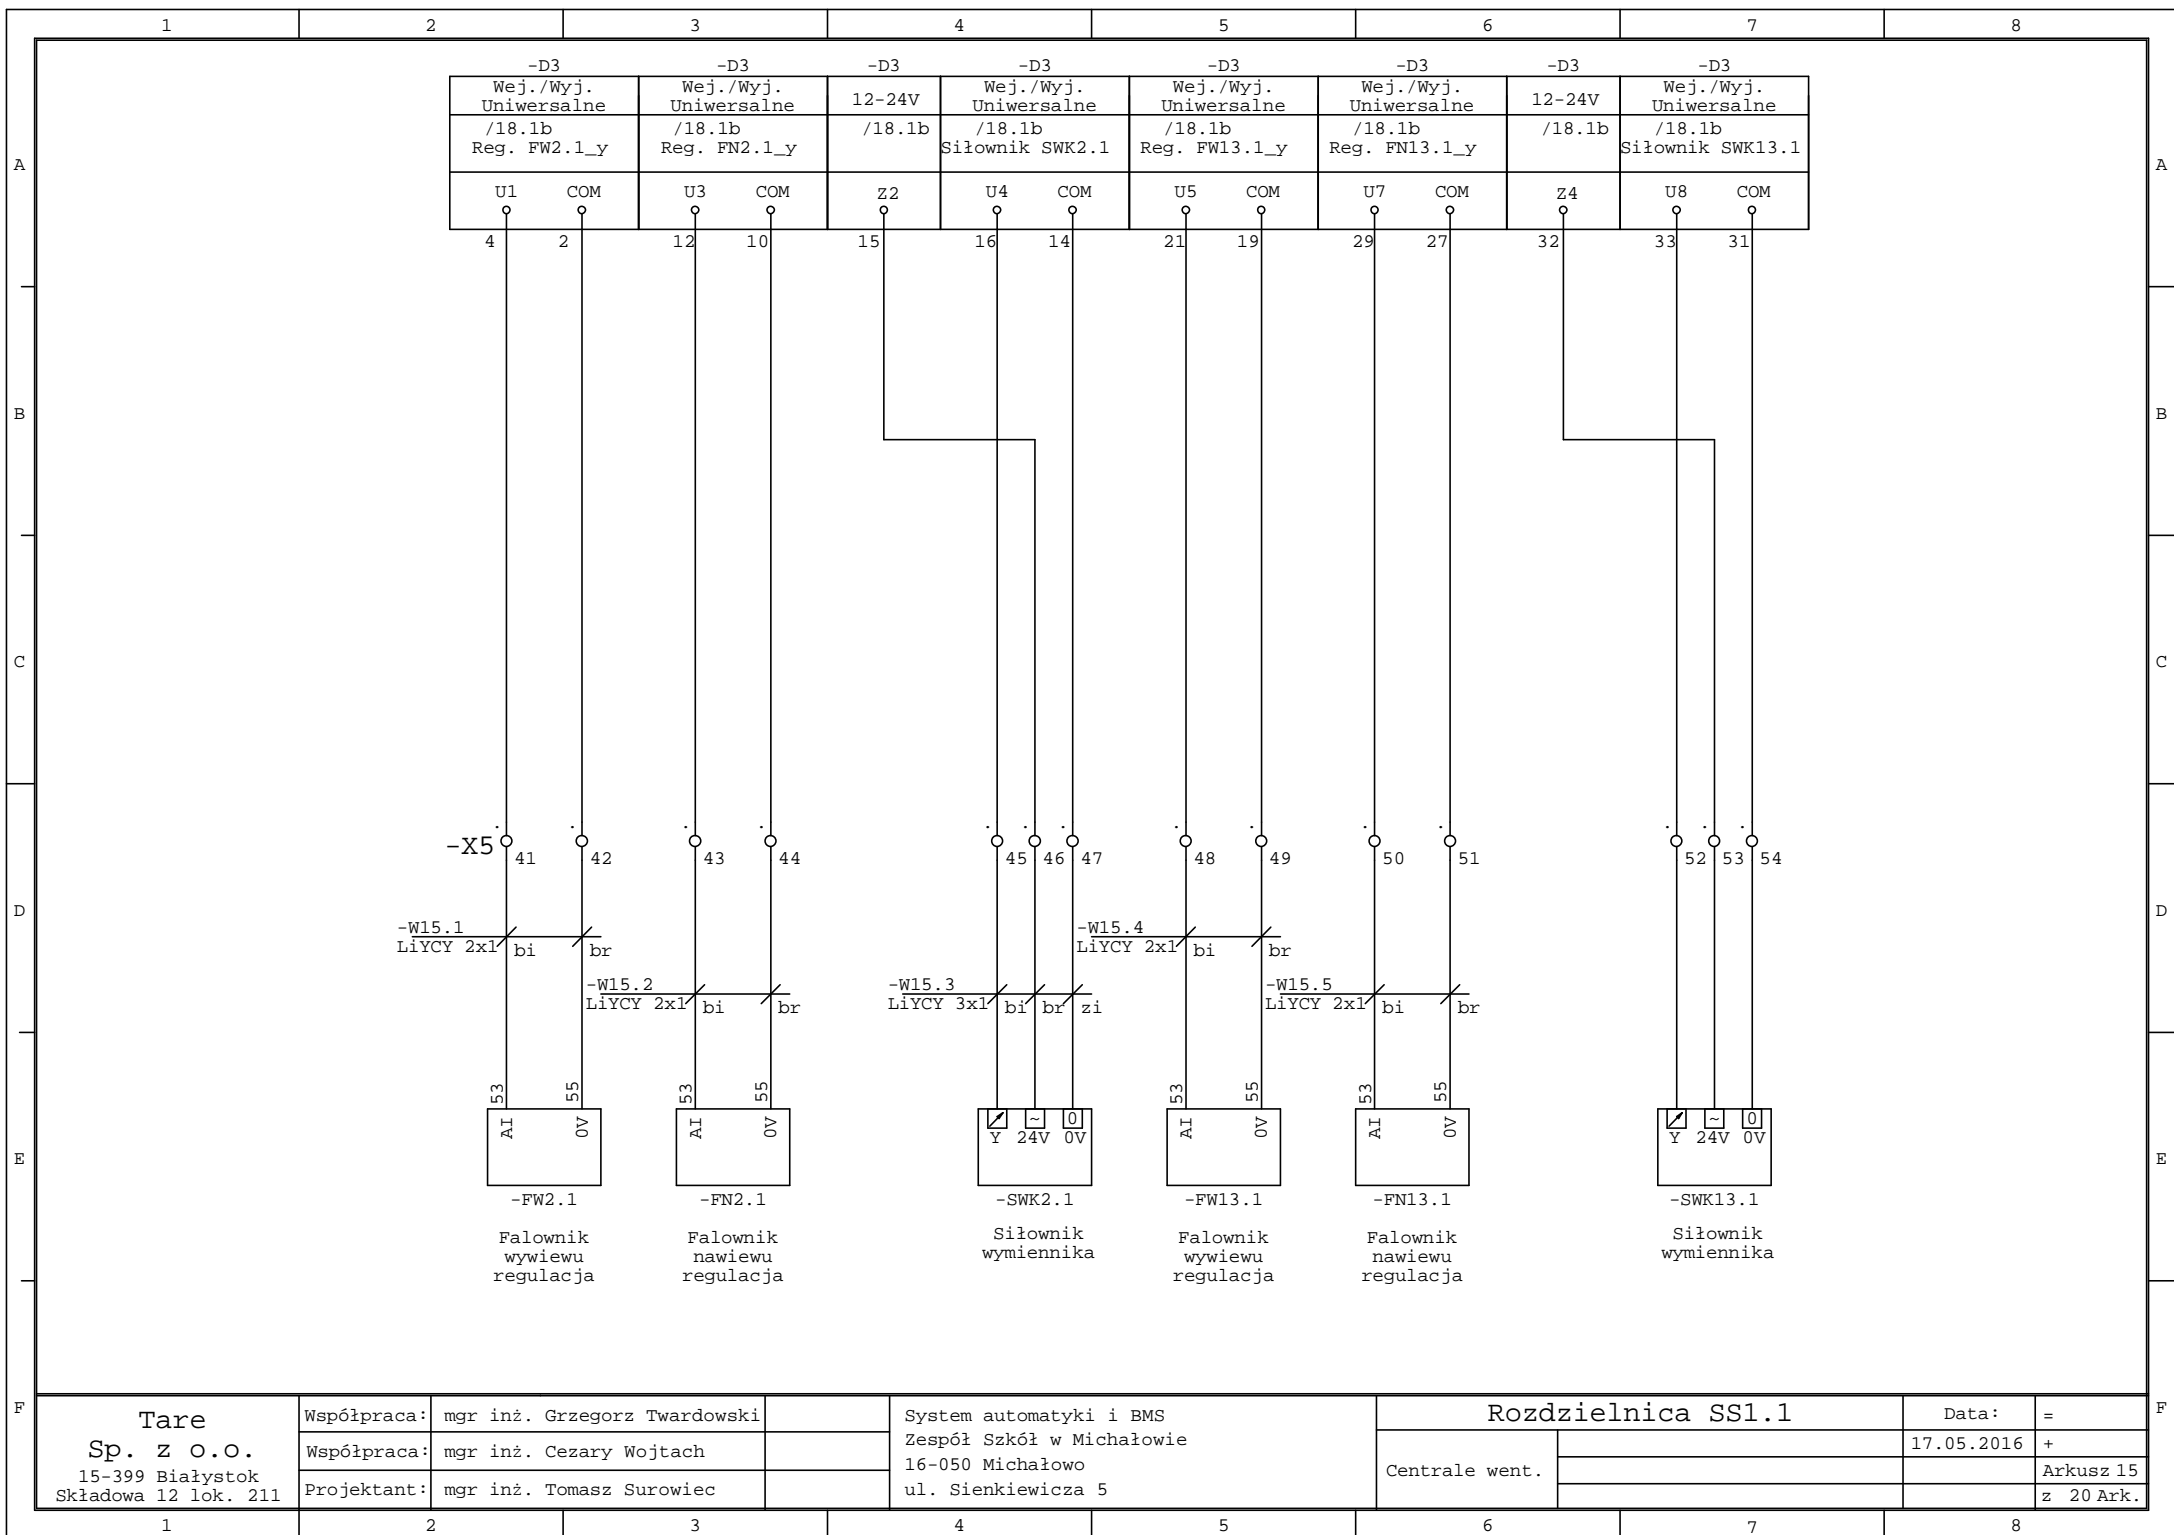 1 2 3 4 5 6 7 8
-D3 -D3 -D3 -D3 -D3 -D3 -D3 -D3
Wej./Wyj. Wej./Wyj. 12-24V Wej./Wyj. Wej./Wyj. Wej./Wyj. 12-24V Wej./Wyj.
Uniwersalne Uniwersalne Uniwersalne Uniwersalne Uniwersalne Uniwersalne
/18.1b /18.1b /18.1b /18.1b /18.1b /18.1b /18.1b /18.1b
Reg. FW2.1_y Reg. FN2.1_y Siłownik SWK2.1 Reg. FW13.1_y Reg. FN13.1_y Siłownik SWK13.1
A A
U1 COM U3 COM Z2 U4 COM U5 COM U7 COM Z4 U8 COM
4 2 12 10 15 16 14 21 19 29 27 32 33 31
B B
C C
-X5 41 42 43 44 45 46 47 48 49 50 51 52 53 54
D D
-W15.1 -W15.4
LiYCY 2x1 bi br LiYCY 2x1 bi br
-W15.2 -W15.3 -W15.5
LiYCY 2x1 bi br LiYCY 3x1 bi br zi LiYCY 2x1 bi br
53 55 53 55 53 55 53 55
AI 0V AI 0V ~ 0 AI 0V AI 0V ~ 0
Y 24V 0V Y 24V 0V
E E
-FW2.1 -FN2.1 -SWK2.1 -FW13.1 -FN13.1 -SWK13.1
Falownik Falownik Siłownik Falownik Falownik Siłownik
wywiewu nawiewu wymiennika wywiewu nawiewu wymiennika
regulacja regulacja regulacja regulacja
F F
Tare
Sp. z o.o.
15-399 Białystok
Składowa 12 lok. 211
Współpraca: mgr inż. Grzegorz Twardowski
Współpraca: mgr inż. Cezary Wojtach
Projektant: mgr inż. Tomasz Surowiec
System automatyki i BMS
Zespół Szkół w Michałowie
16-050 Michałowo
ul. Sienkiewicza 5
Rozdzielnica SS1.1
Centrale went.
Data: =
17.05.2016 +
Arkusz 15
z 20 Ark.
1 2 3 4 5 6 7 8